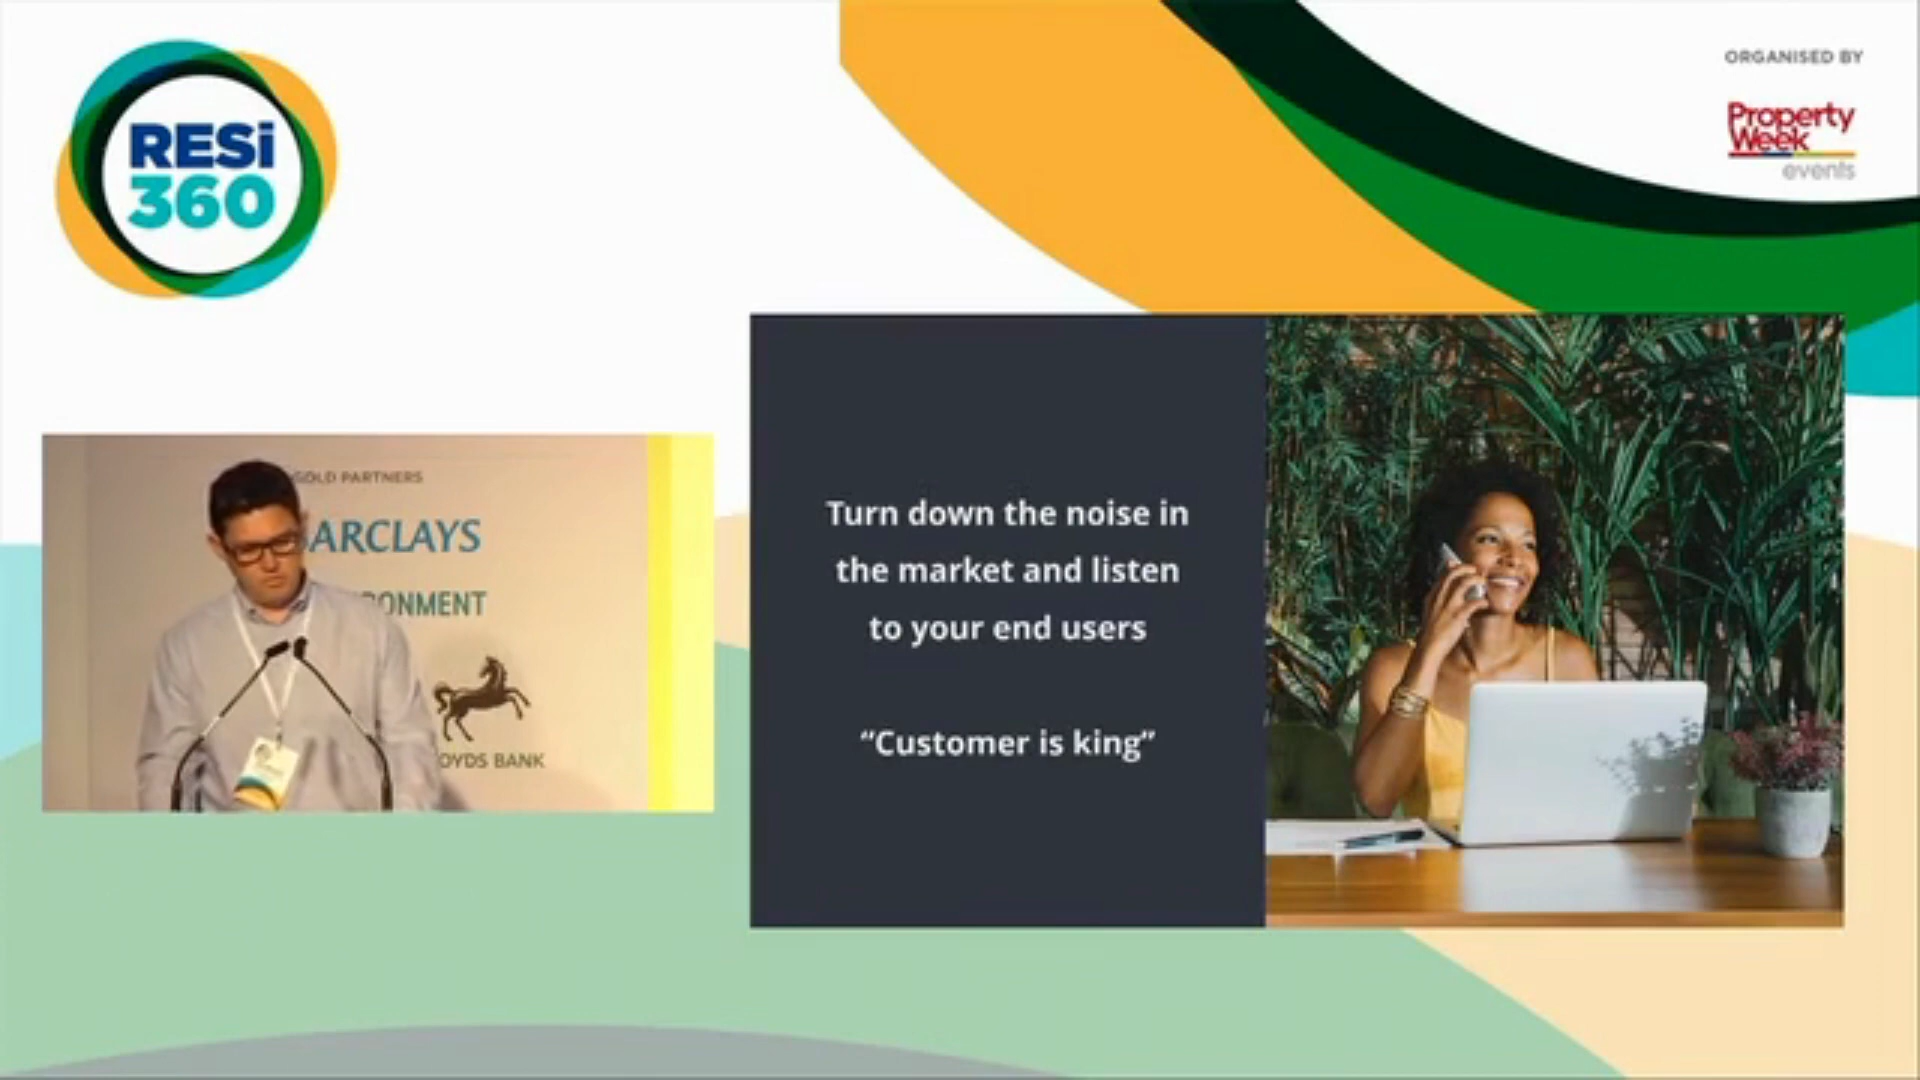 RESi
360
ORGANISED BY
Property
Week
events
GOLD PARTNERS
ARCLAYS
RONMENT
OYDS BANK
Turn down the noise in
the market and listen
to your end users
“Customer is king”